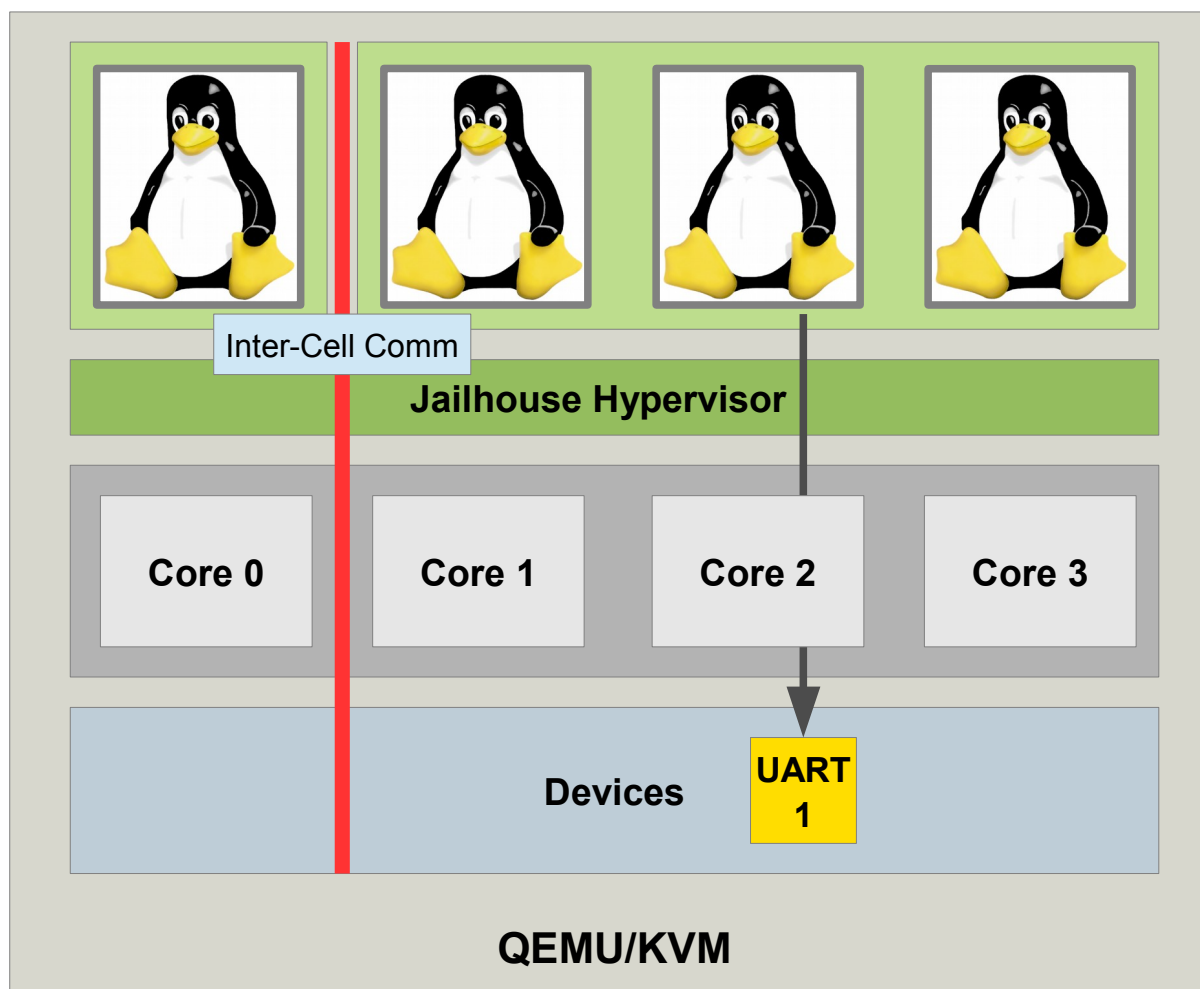 Inter-Cell Comm
Jailhouse Hypervisor
Core 0
Core 1
Core 2
Core 3
Devices
UART
1
QEMU/KVM